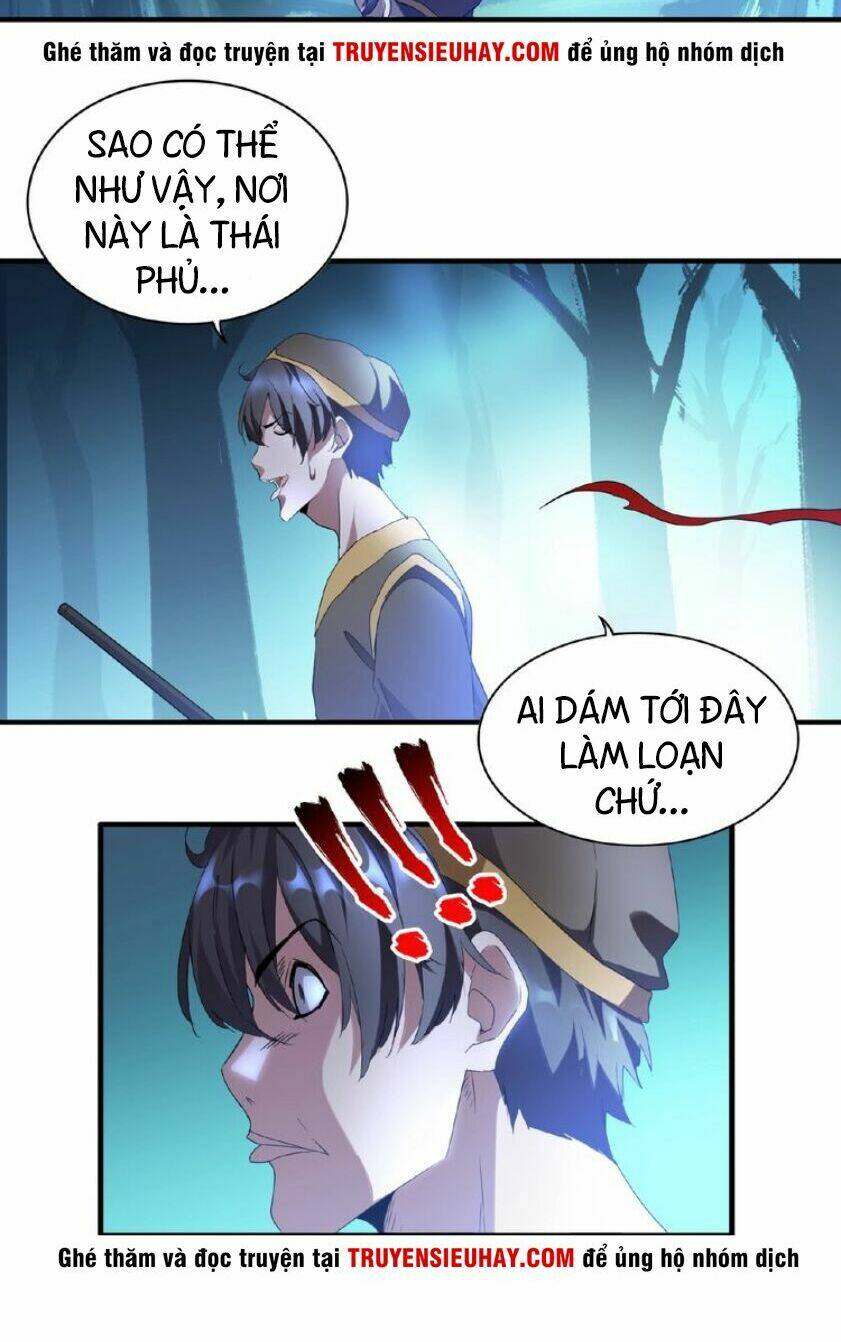 Ghé thăm và đọc truyện tại TRUYENSIEUHAY.COM để ủng hộ nhóm dịch
SAO CÓ THỂ
NHƯ VẬY, NƠI
NÀY LÀ THÁI
PHỦ...
AI DÁM TỚI ĐÂY
LÀM LOẠN
CHỨ...
!!!
Ghé thăm và đọc truyện tại TRUYENSIEUHAY.COM để ủng hộ nhóm dịch